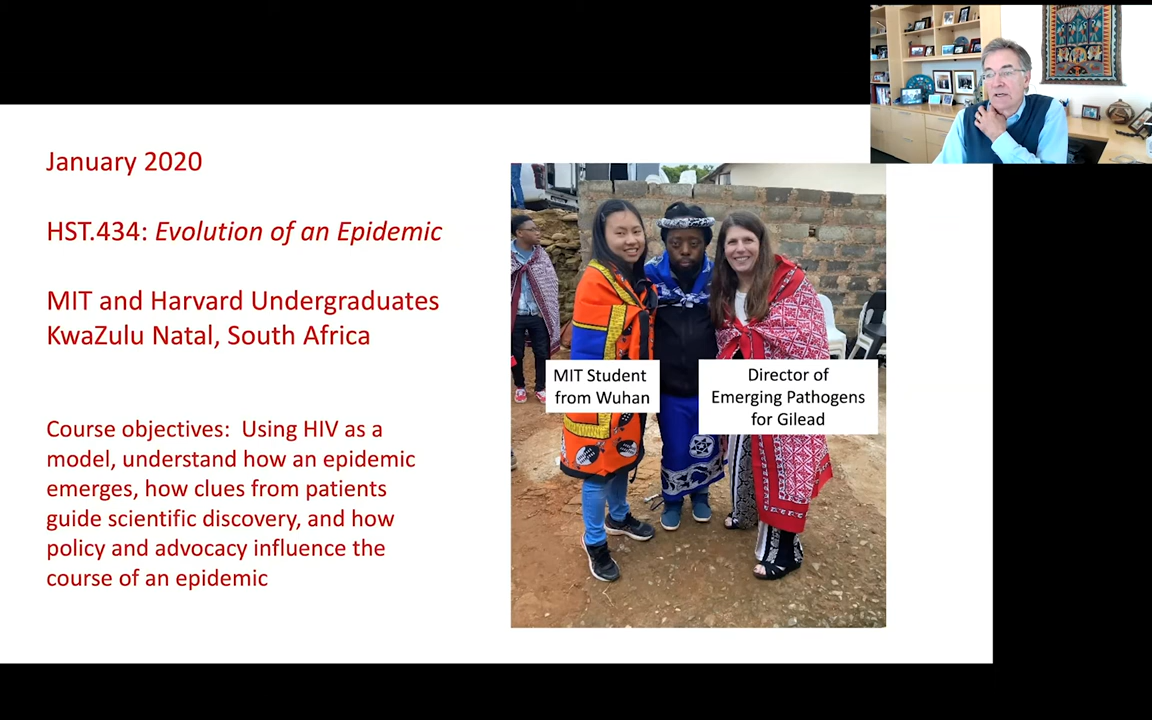 January 2020
HST.434: Evolution of an Epidemic
MIT and Harvard Undergraduates
KwaZulu Natal, South Africa
Course objectives: Using HIV as a
model, understand how an epidemic
emerges, how clues from patients
guide scientific discovery, and how
policy and advocacy influence the
course of an epidemic
MIT Student
from Wuhan
Director of
Emerging Pathogens
for Gilead